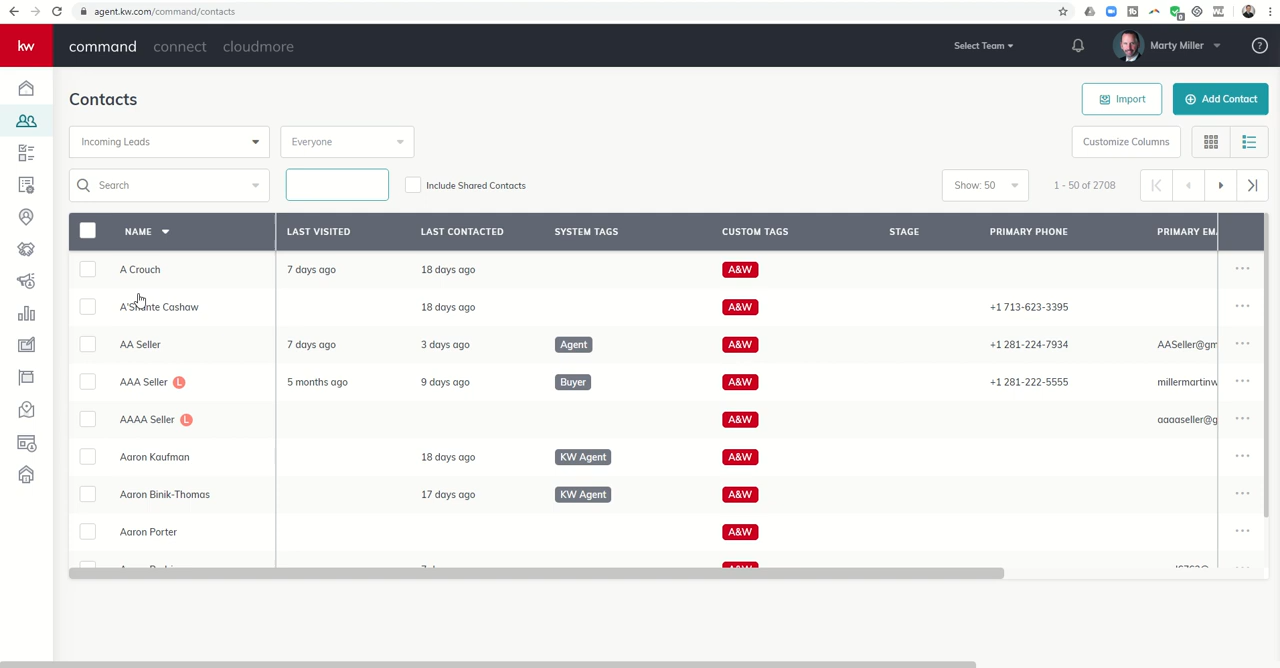 agent.kw.com/command/contacts
kw command connect cloudmore Select Team Marty Miller ?
Contacts Import Add Contact
Incoming Leads Everyone Customize Columns
Search Include Shared Contacts Show: 50 1 - 50 of 2708
NAME LAST VISITED LAST CONTACTED SYSTEM TAGS CUSTOM TAGS STAGE PRIMARY PHONE PRIMARY EM
A Crouch 7 days ago 18 days ago A&W ...
A'Shante Cashaw 18 days ago A&W +1 713-623-3395 ...
AA Seller 7 days ago 3 days ago Agent A&W +1 281-224-7934 AASeller@gm ...
AAA Seller L 5 months ago 9 days ago Buyer A&W +1 281-222-5555 millermartinw ...
AAAA Seller L A&W aaaaseller@g ...
Aaron Kaufman 18 days ago KW Agent A&W ...
Aaron Binik-Thomas 17 days ago KW Agent A&W ...
Aaron Porter A&W ...